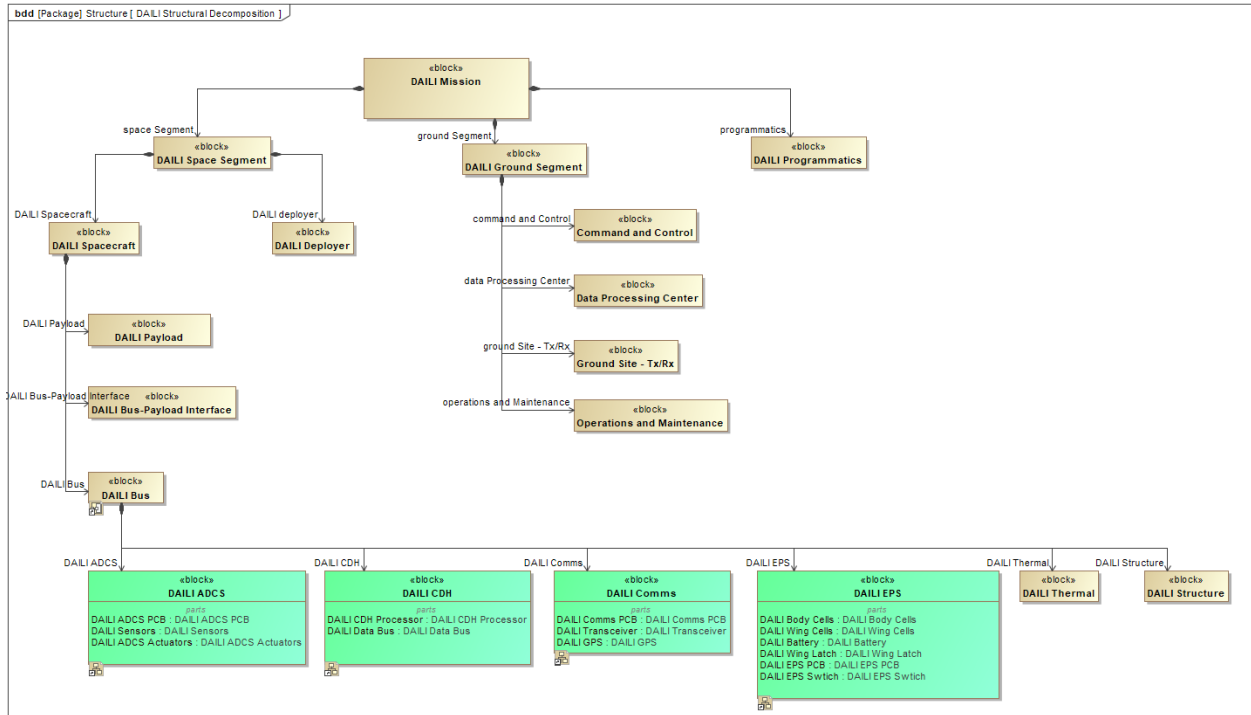 bdd [Package] Structure [ DAILI Structural Decomposition ]
«block»
DAILI Mission
space Segment
ground Segment
programmatics
«block»
DAILI Space Segment
«block»
DAILI Ground Segment
«block»
DAILI Programmatics
DAILI Spacecraft
DAILI deployer
«block»
DAILI Spacecraft
«block»
DAILI Deployer
command and Control
«block»
Command and Control
data Processing Center
«block»
Data Processing Center
DAILI Payload
«block»
DAILI Payload
ground Site - Tx/Rx
«block»
Ground Site - Tx/Rx
DAILI Bus-Payload Interface
«block»
DAILI Bus-Payload Interface
operations and Maintenance
«block»
Operations and Maintenance
DAILI Bus
«block»
DAILI Bus
DAILI ADCS
DAILI CDH
DAILI Comms
DAILI EPS
DAILI Thermal
DAILI Structure
«block»
DAILI ADCS
parts
DAILI ADCS PCB : DAILI ADCS PCB
DAILI Sensors : DAILI Sensors
DAILI ADCS Actuators : DAILI ADCS Actuators
«block»
DAILI CDH
parts
DAILI CDH Processor : DAILI CDH Processor
DAILI Data Bus : DAILI Data Bus
«block»
DAILI Comms
parts
DAILI Comms PCB : DAILI Comms PCB
DAILI Transceiver : DAILI Transceiver
DAILI GPS : DAILI GPS
«block»
DAILI EPS
parts
DAILI Body Cells : DAILI Body Cells
DAILI Wing Cells : DAILI Wing Cells
DAILI Battery : DAILI Battery
DAILI Wing Latch : DAILI Wing Latch
DAILI EPS PCB : DAILI EPS PCB
DAILI EPS Swtich : DAILI EPS Swtich
«block»
DAILI Thermal
«block»
DAILI Structure